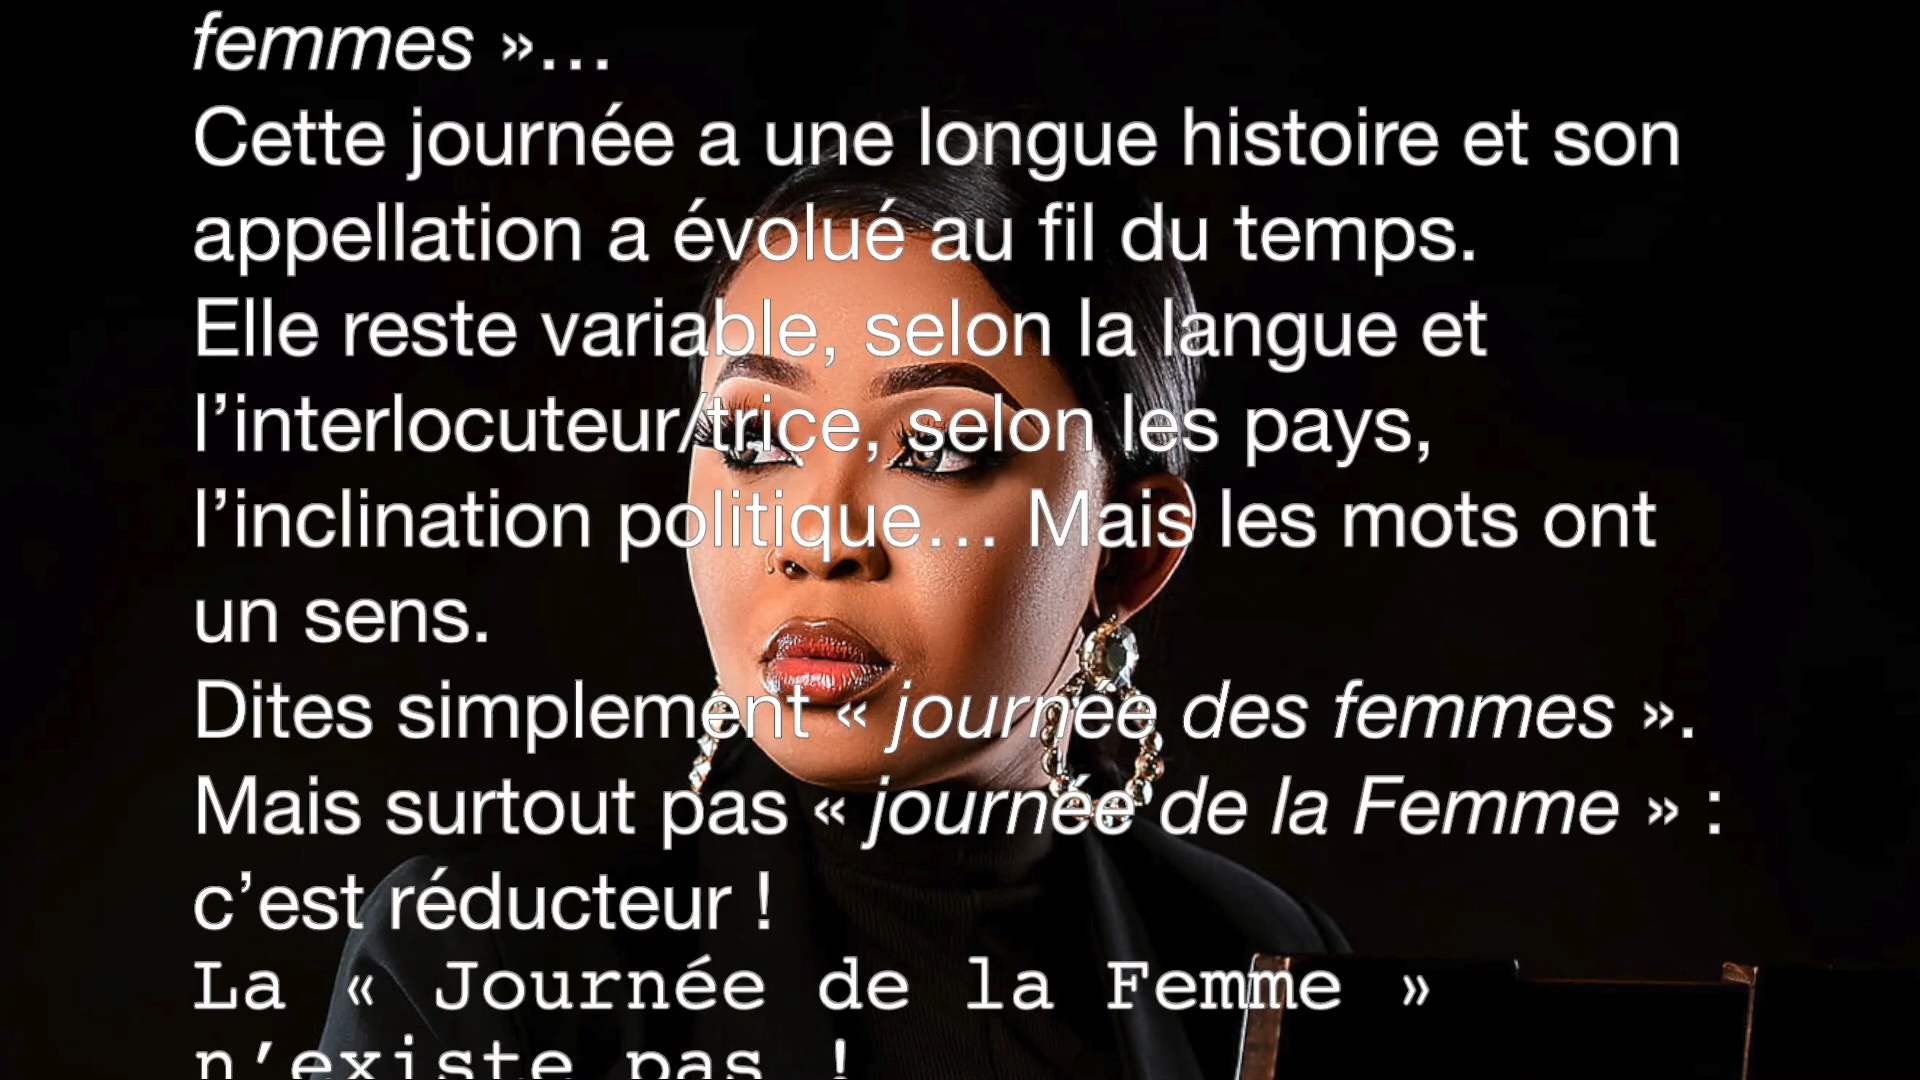 femmes »…
Cette journée a une longue histoire et son
appellation a évolué au fil du temps.
Elle reste variable, selon la langue et
l’interlocuteur/trice, selon les pays,
l’inclination politique… Mais les mots ont
un sens.
Dites simplement « journée des femmes ».
Mais surtout pas « journée de la Femme » :
c’est réducteur !
La « Journée de la Femme »
n’existe pas !